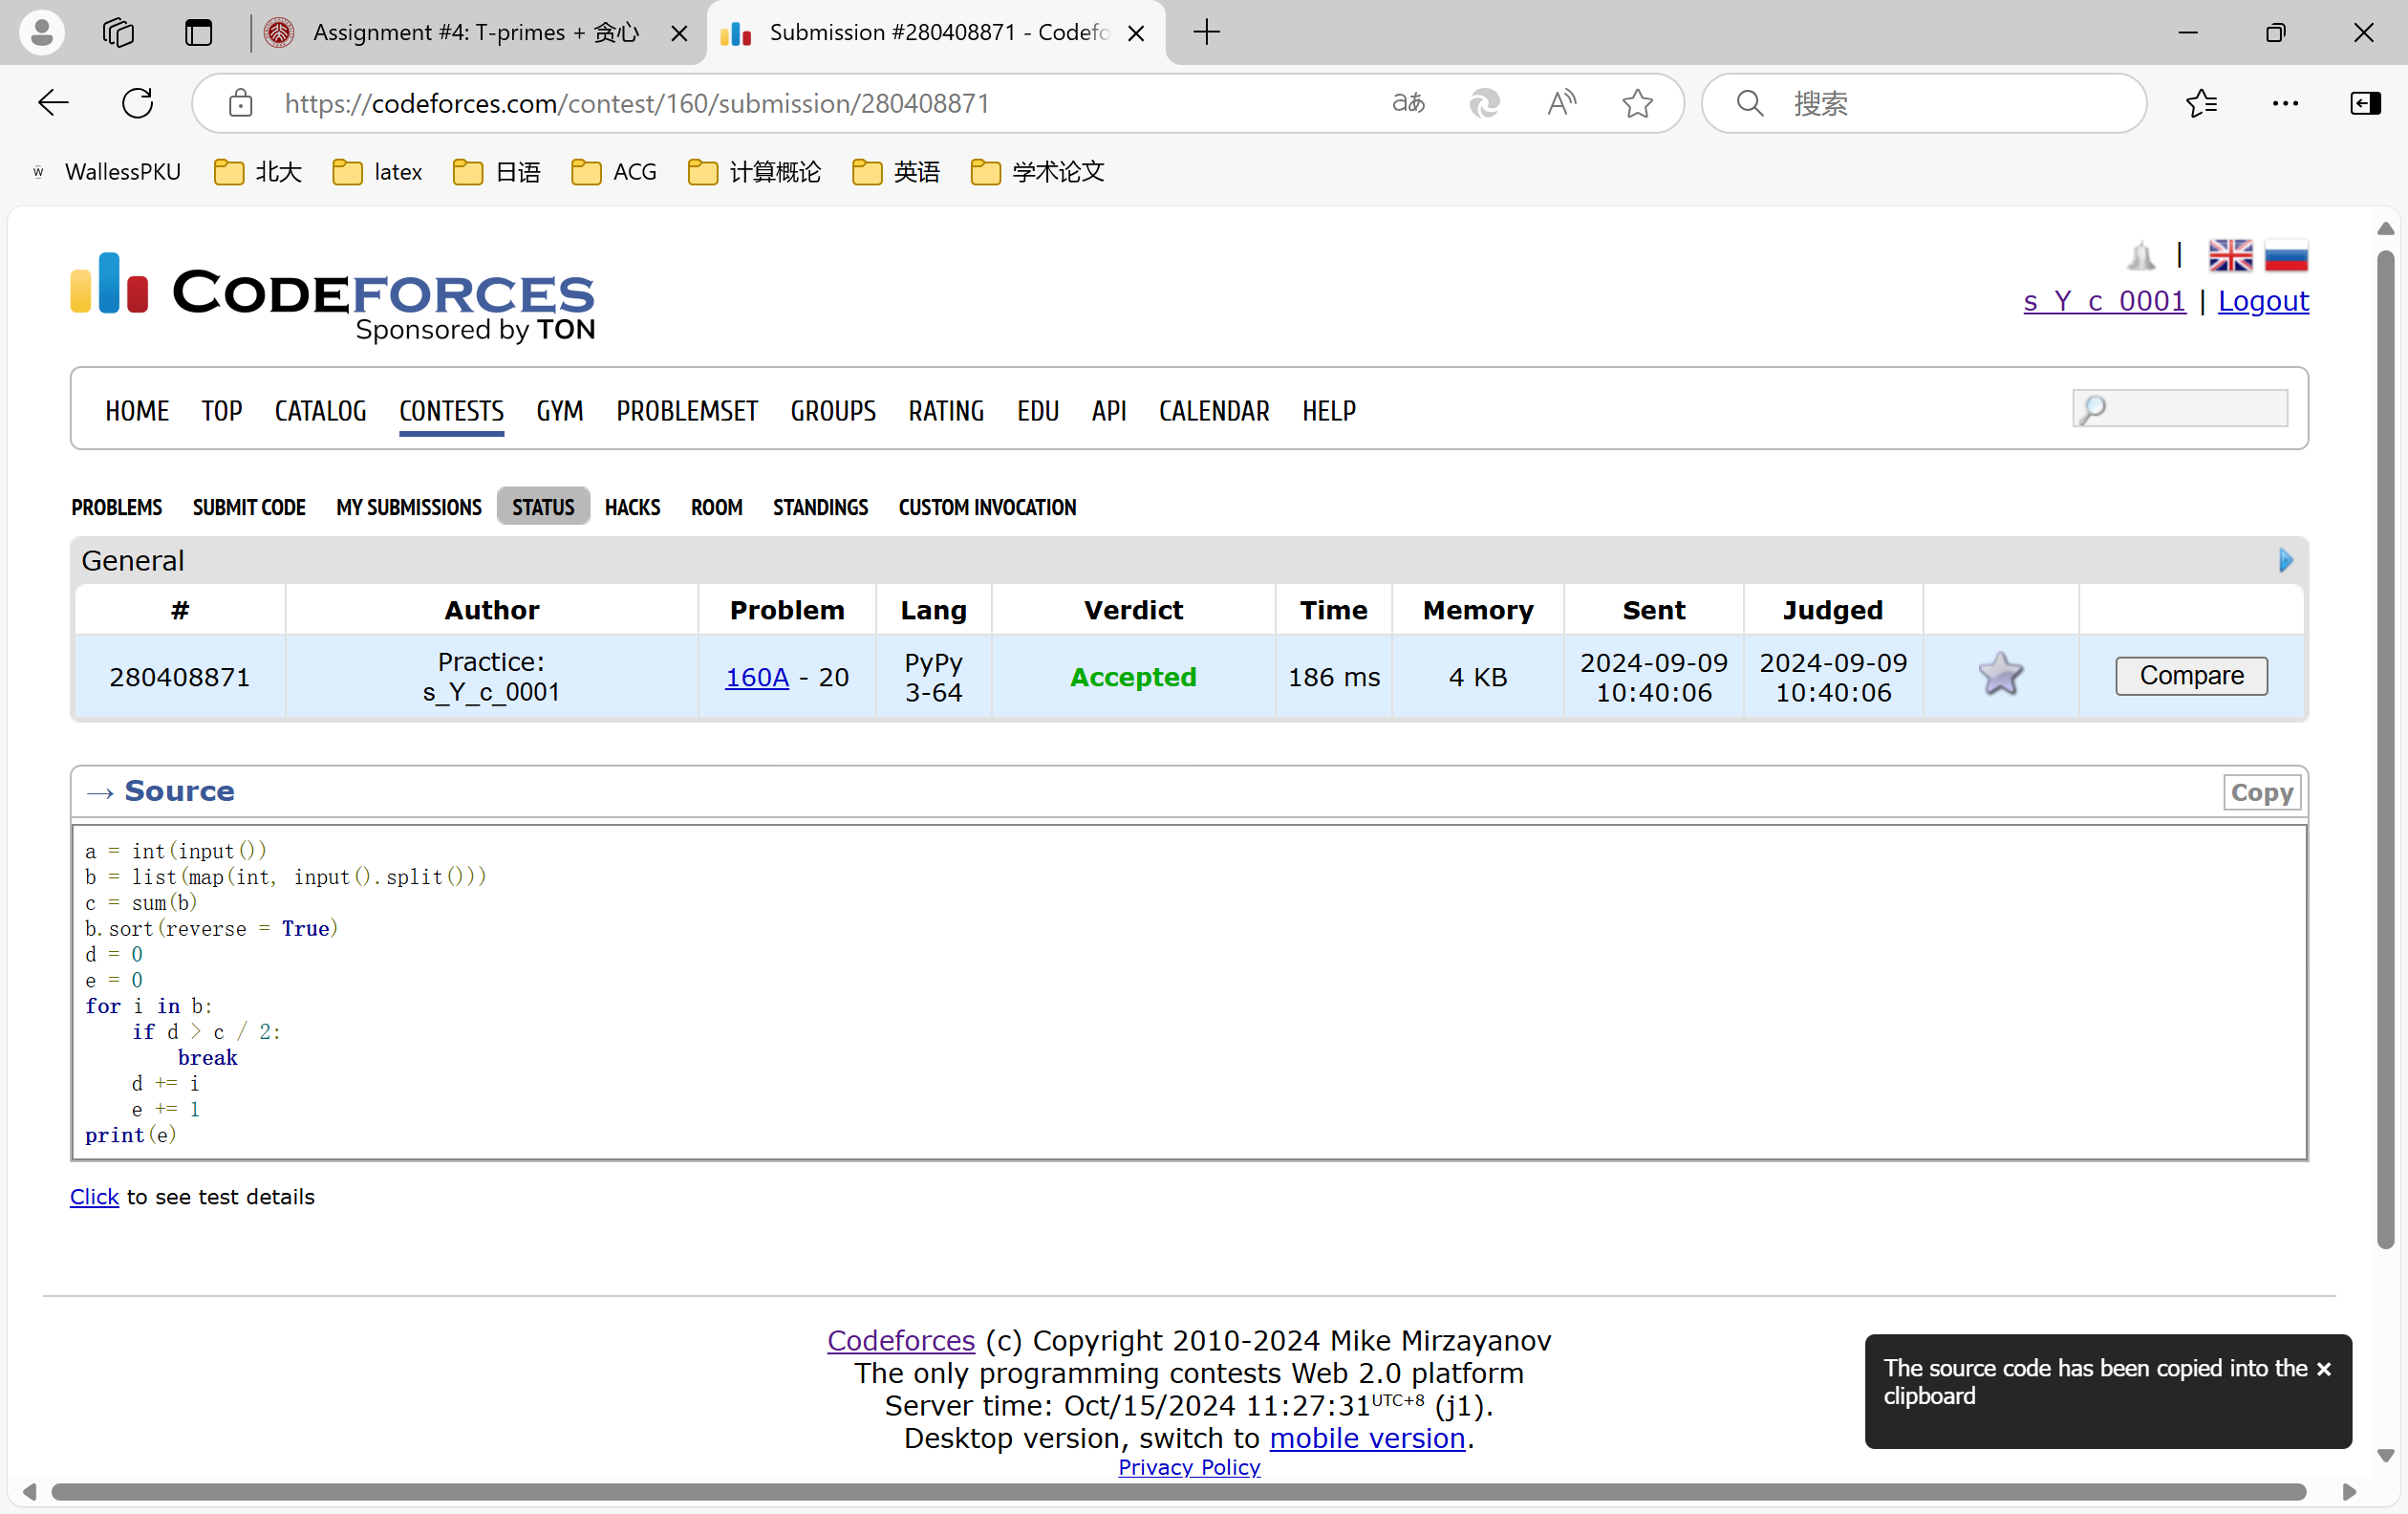 Assignment #4: T-primes + 贪心
Submission #280408871 - Codefo
https://codeforces.com/contest/160/submission/280408871
aあ
A
搜索
W WallessPKU 北大 latex 日语 ACG 计算概论 英语 学术论文
CODEFORCES
Sponsored by TON
|
s_Y_c_0001 | Logout
HOME TOP CATALOG CONTESTS GYM PROBLEMSET GROUPS RATING EDU API CALENDAR HELP
PROBLEMS SUBMIT CODE MY SUBMISSIONS STATUS HACKS ROOM STANDINGS CUSTOM INVOCATION
General
# Author Problem Lang Verdict Time Memory Sent Judged
280408871 Practice: s_Y_c_0001 160A - 20 PyPy 3-64 Accepted 186 ms 4 KB 2024-09-09 10:40:06 2024-09-09 10:40:06 Compare
→ Source
Copy
a = int(input())
b = list(map(int, input().split()))
c = sum(b)
b.sort(reverse = True)
d = 0
e = 0
for i in b:
    if d > c / 2:
        break
    d += i
    e += 1
print(e)
Click to see test details
Codeforces (c) Copyright 2010-2024 Mike Mirzayanov
The only programming contests Web 2.0 platform
Server time: Oct/15/2024 11:27:31UTC+8 (j1).
Desktop version, switch to mobile version.
Privacy Policy
The source code has been copied into the ×
clipboard